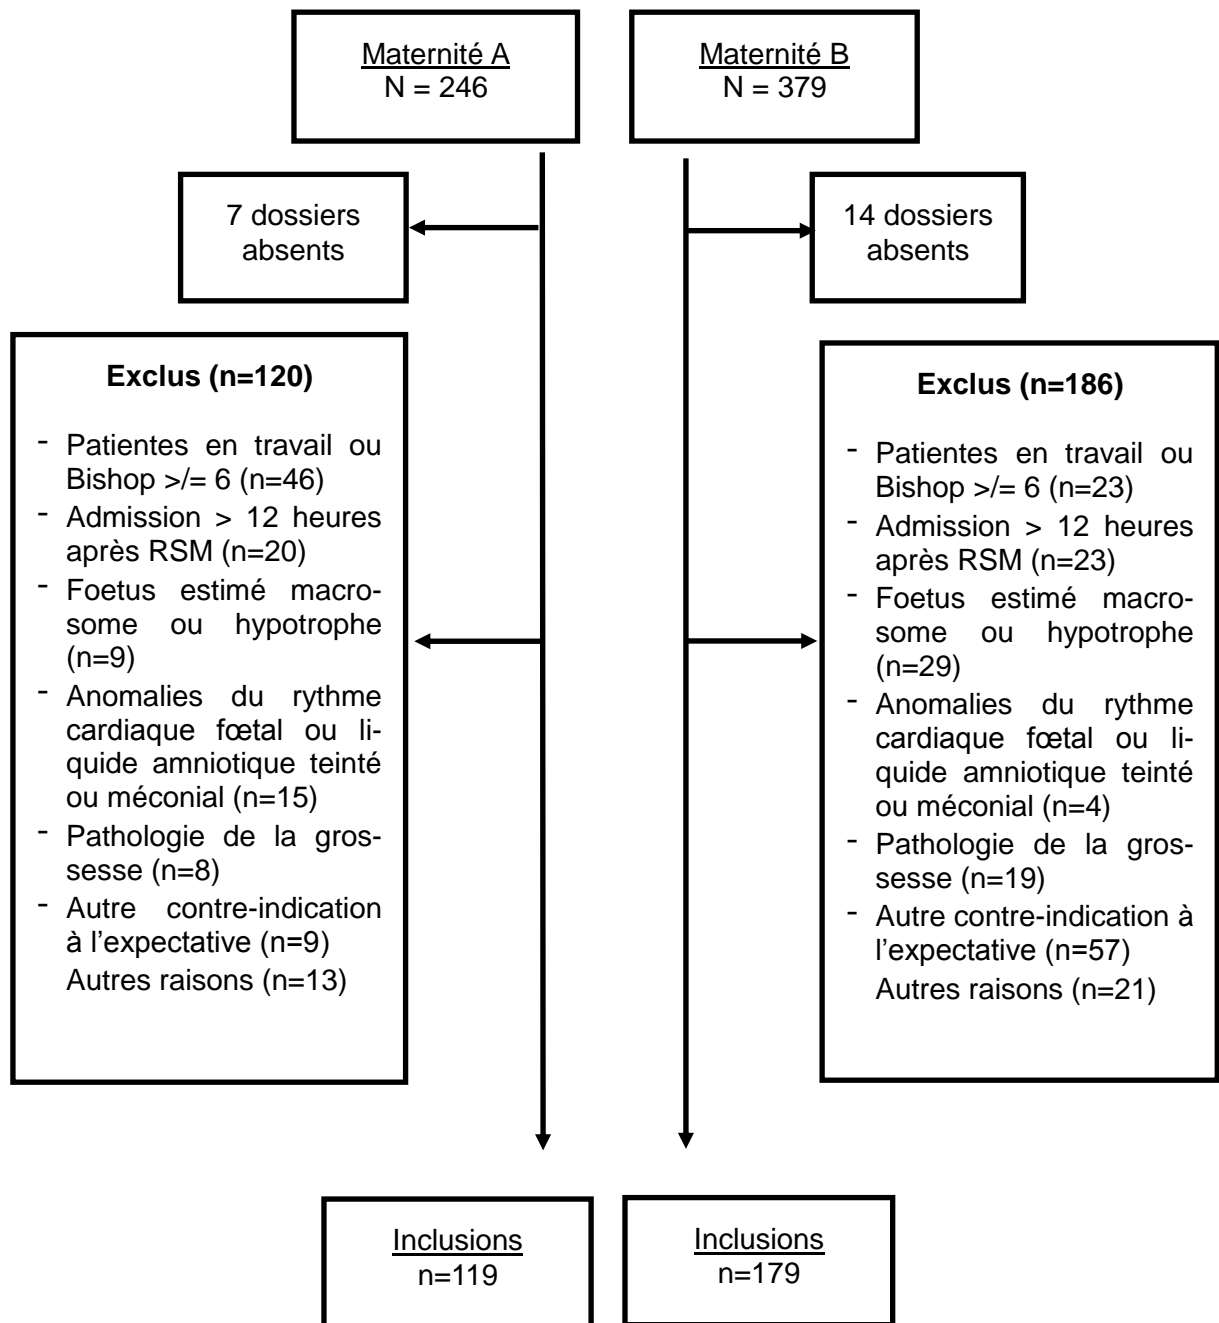 Maternité A
N = 246
Maternité B
N = 379
7 dossiers
absents
14 dossiers
absents
Exclus (n=120)
- Patientes en travail ou
Bishop >/= 6 (n=46)
- Admission > 12 heures
après RSM (n=20)
- Foetus estimé macro-
some ou hypotrophe
(n=9)
- Anomalies du rythme
cardiaque fœtal ou li-
quide amniotique teinté
ou méconial (n=15)
- Pathologie de la gros-
sesse (n=8)
- Autre contre-indication
à l’expectative (n=9)
Autres raisons (n=13)
Exclus (n=186)
- Patientes en travail ou
Bishop >/= 6 (n=23)
- Admission > 12 heures
après RSM (n=23)
- Foetus estimé macro-
some ou hypotrophe
(n=29)
- Anomalies du rythme
cardiaque fœtal ou li-
quide amniotique teinté
ou méconial (n=4)
- Pathologie de la gros-
sesse (n=19)
- Autre contre-indication à
l’expectative (n=57)
Autres raisons (n=21)
Inclusions
n=119
Inclusions
n=179